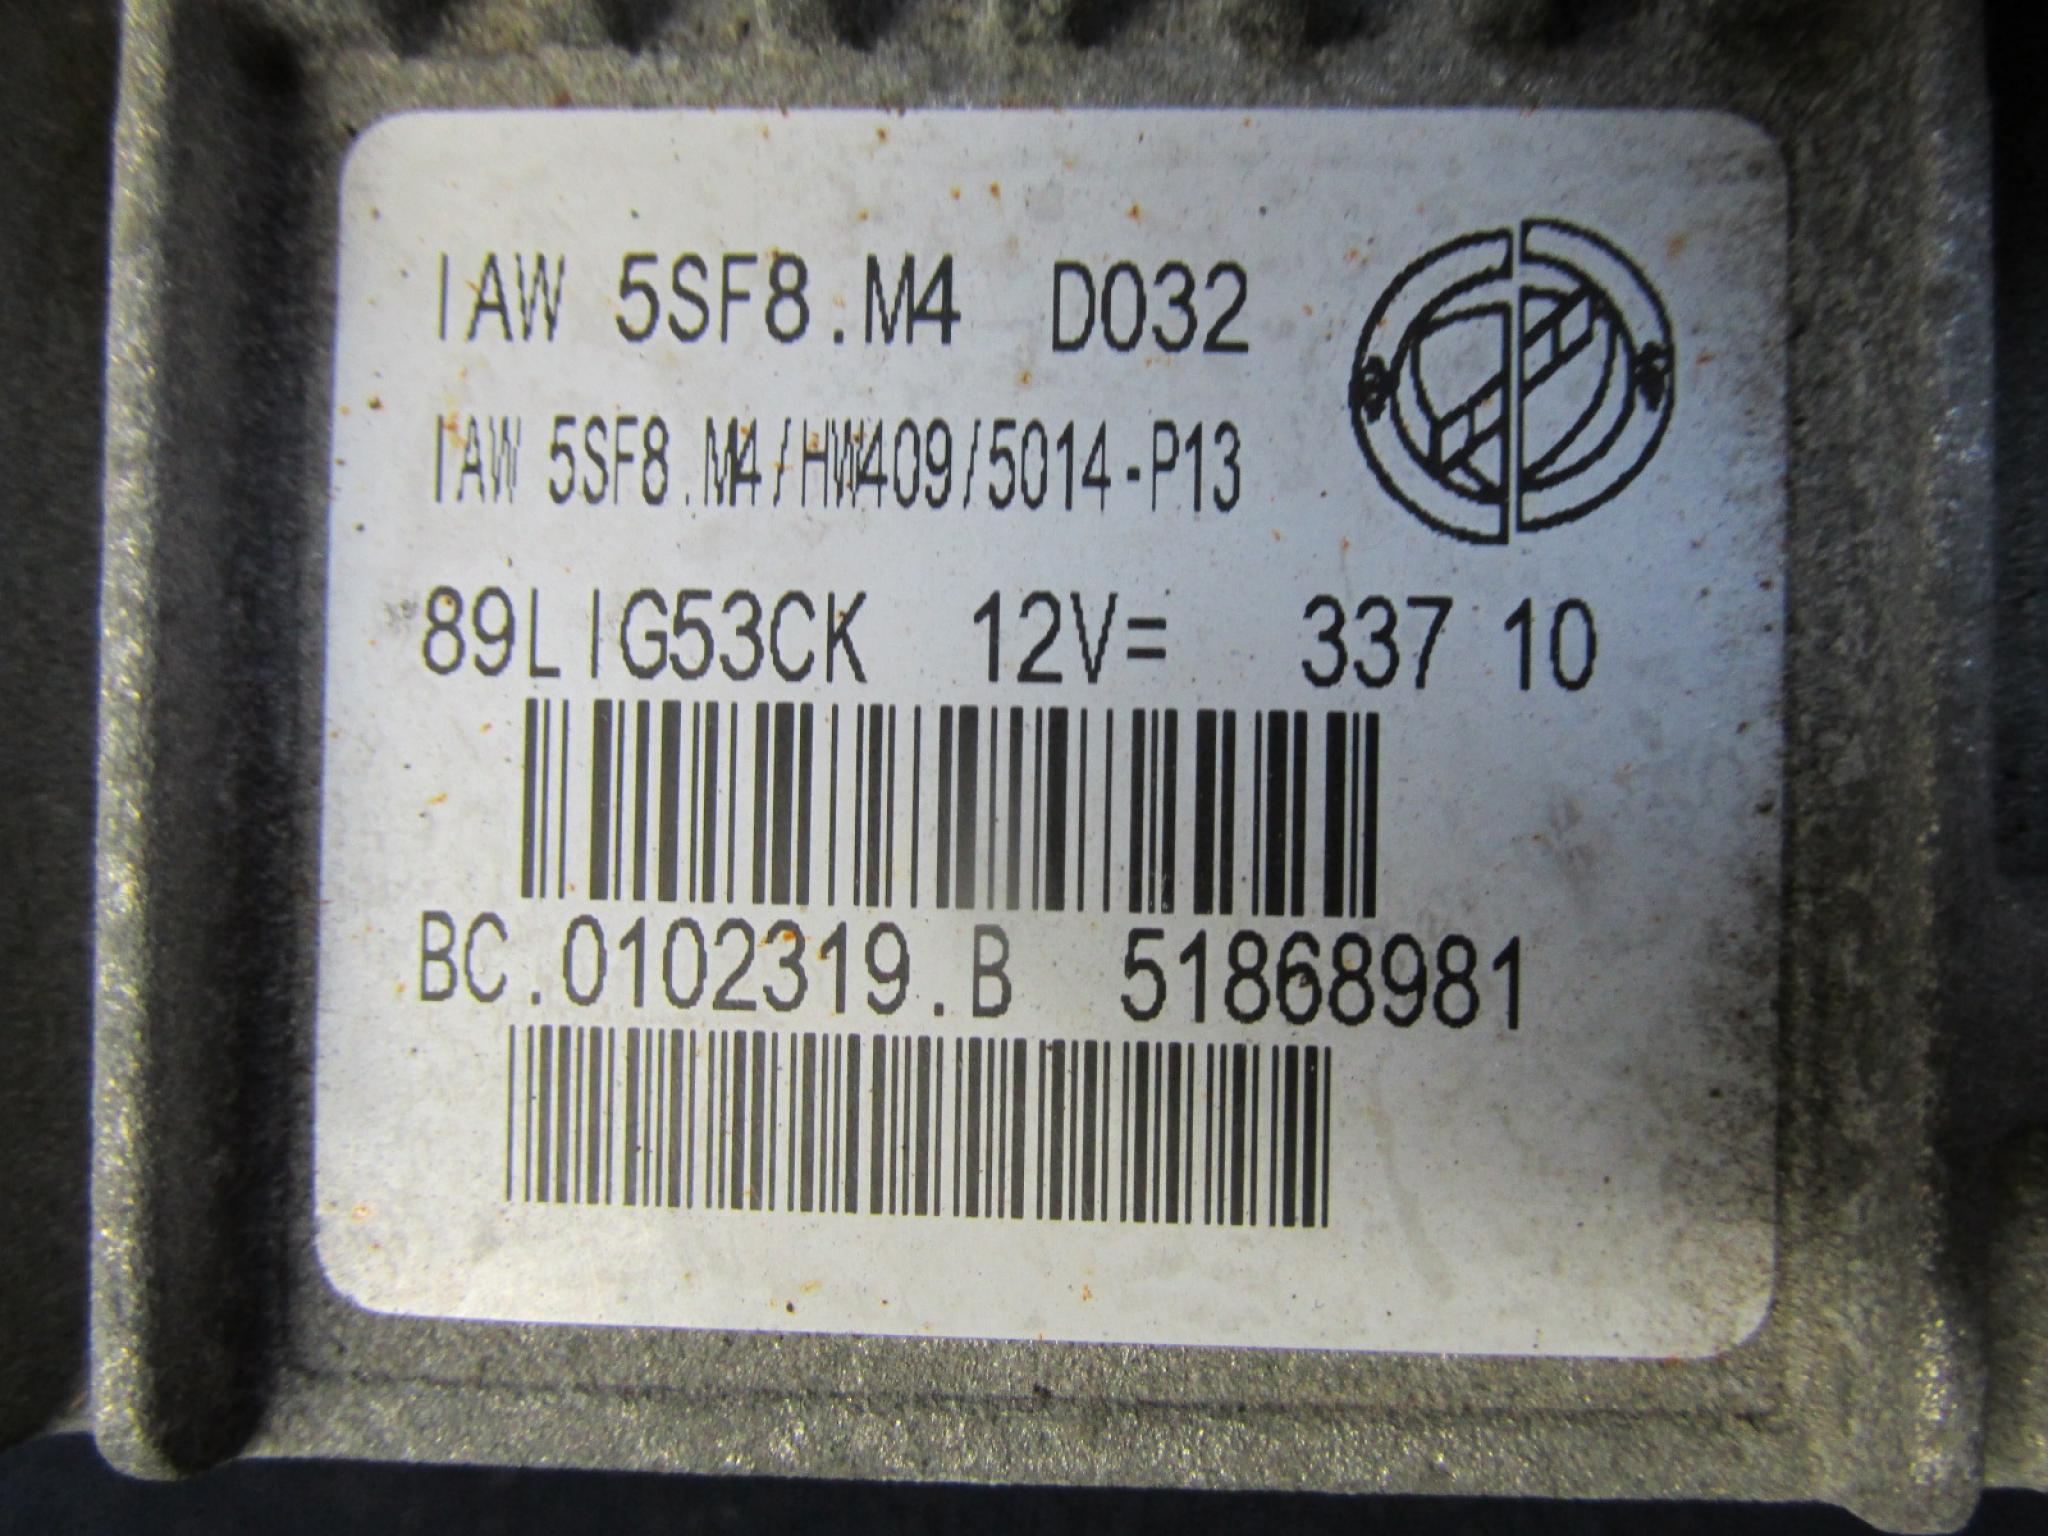 IAW 5SF8.M4 D032
IAW 5SF8.M4/HW409/5014-P13
89LIG53CK 12V= 337 10
BC.0102319.B 51868981